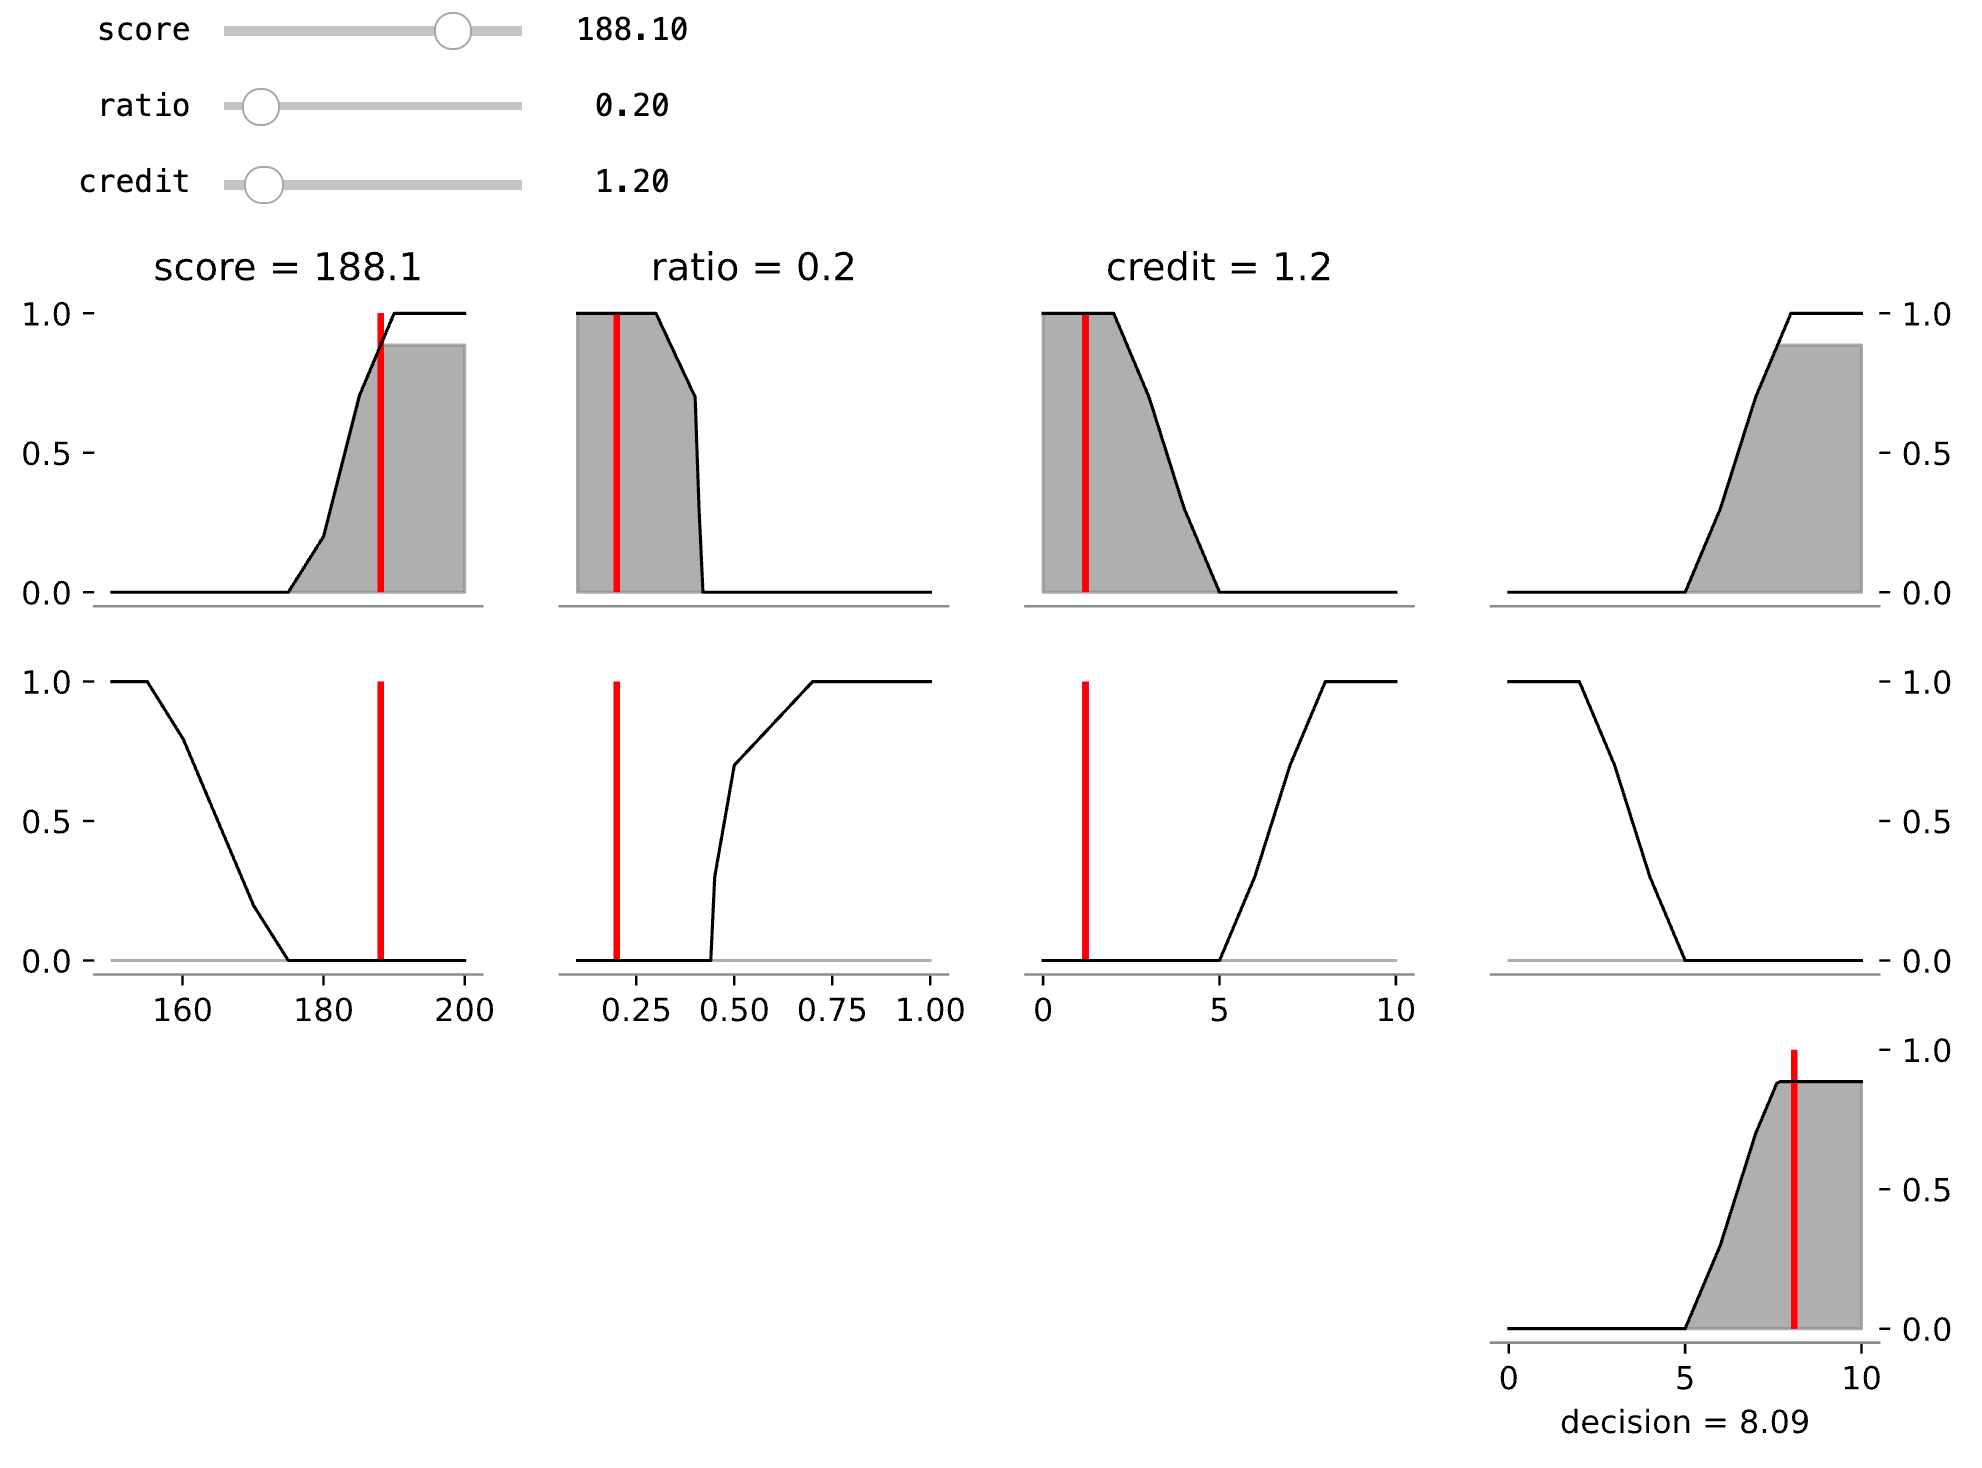 score 188.10
ratio 0.20
credit 1.20
score = 188.1 ratio = 0.2 credit = 1.2
1.0 1.0
0.5 0.5
0.0 0.0
1.0 1.0
0.5 0.5
0.0 0.0
160 180 200 0.25 0.50 0.75 1.00 0 5 10
1.0
0.5
0.0
0 5 10
decision = 8.09